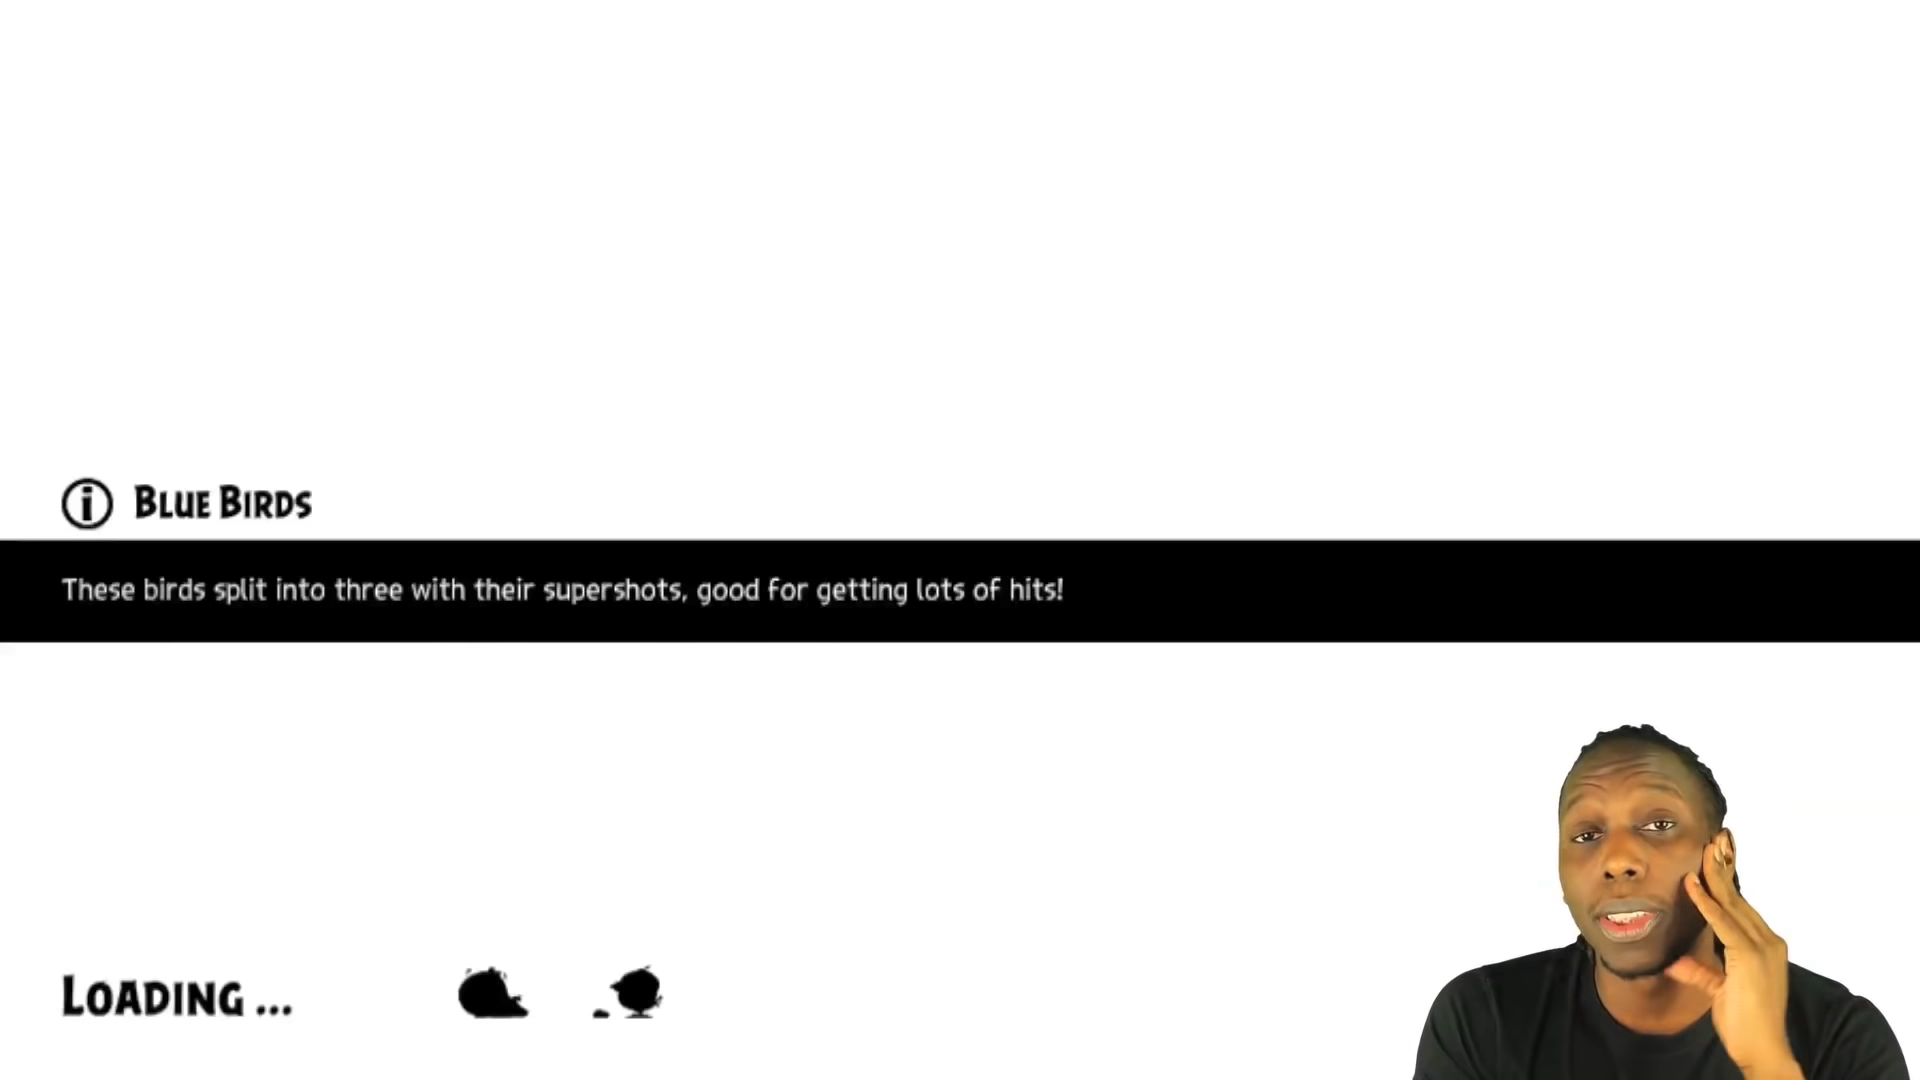 Blue Birds
These birds split into three with their supershots, good for getting lots of hits!
Loading ...